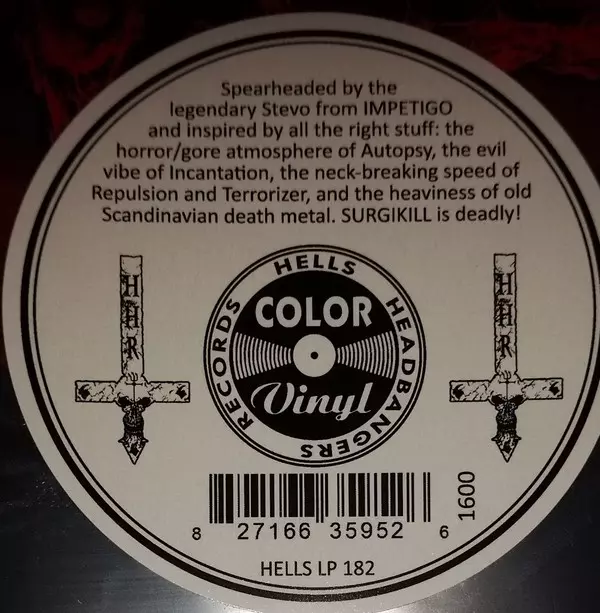 Spearheaded by the
legendary Stevo from IMPETIGO
and inspired by all the right stuff: the
horror/gore atmosphere of Autopsy, the evil
vibe of Incantation, the neck-breaking speed of
Repulsion and Terrorizer, and the heaviness of old
Scandinavian death metal. SURGIKILL is deadly!
HHR
HELLS HEADBANGERS RECORDS
COLOR
Vinyl
HHR
8 27166 35952 6
1600
HELLS LP 182